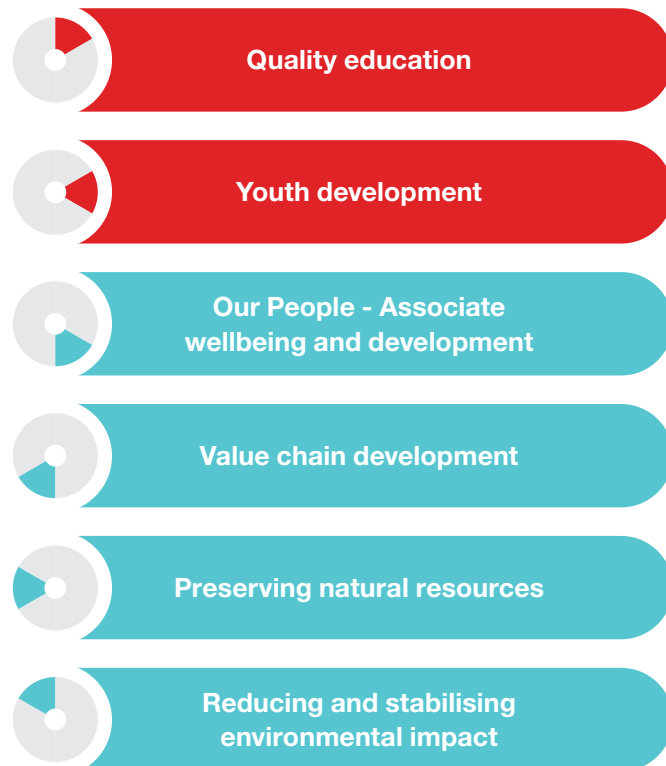 Quality education
Youth development
Our People - Associate
wellbeing and development
Value chain development
Preserving natural resources
Reducing and stabilising
environmental impact